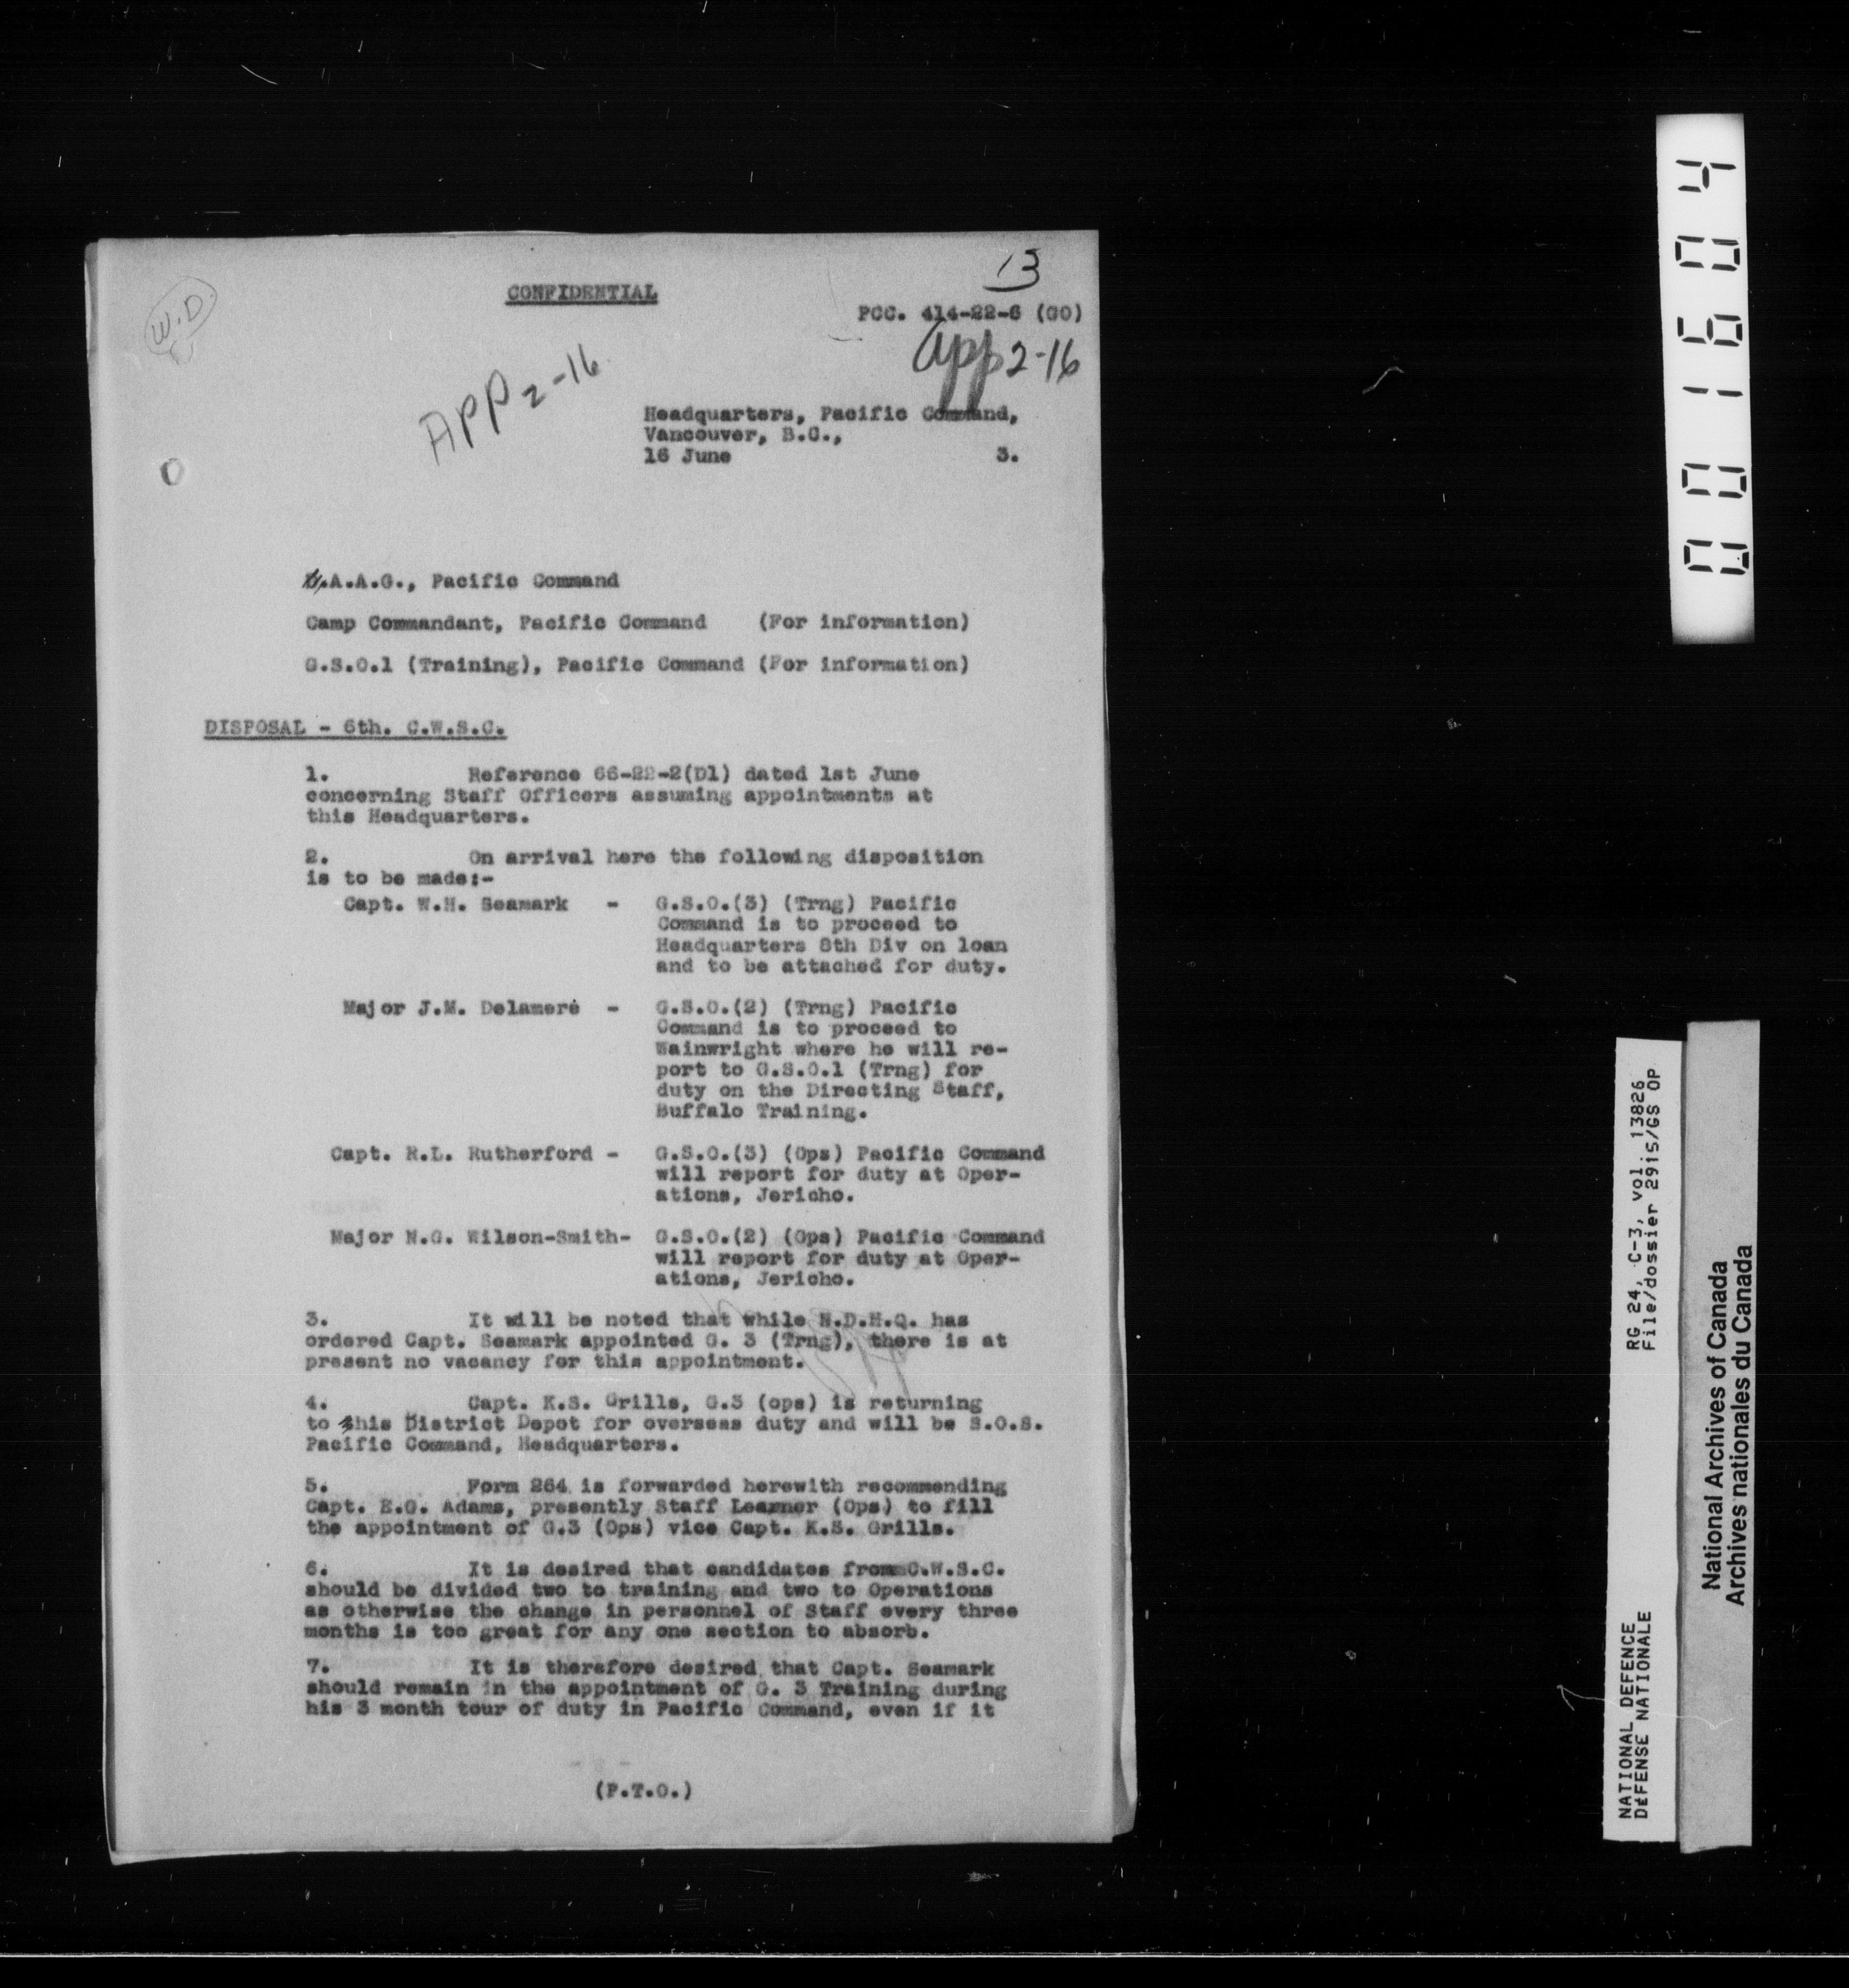 13
CONFIDENTIAL
W.D.
PCC. 414-22-6 (GO)
App 2-16
APP 2-16
Headquarters, Pacific Command,
Vancouver, B.C.,
16 June 3.
A.A.G., Pacific Command
Camp Commandant, Pacific Command (For information)
G.S.O.1 (Training), Pacific Command (For information)
DISPOSAL - 6th. C.W.S.C.
1. Reference 66-22-2(D1) dated 1st June
concerning Staff Officers assuming appointments at
this Headquarters.
2. On arrival here the following disposition
is to be made:-
Capt. W.H. Seamark - G.S.O.(3) (Trng) Pacific
Command is to proceed to
Headquarters 8th Div on loan
and to be attached for duty.
Major J.M. Delamere - G.S.O.(2) (Trng) Pacific
Command is to proceed to
Wainwright where he will re-
port to G.S.O.1 (Trng) for
duty on the Directing Staff,
Buffalo Training.
Capt. R.L. Rutherford - G.S.O.(3) (Ops) Pacific Command
will report for duty at Oper-
ations, Jericho.
Major N.G. Wilson-Smith- G.S.O.(2) (Ops) Pacific Command
will report for duty at Oper-
ations, Jericho.
3. It will be noted that while N.D.H.Q. has
ordered Capt. Seamark appointed G. 3 (Trng), there is at
present no vacancy for this appointment.
4. Capt. K.S. Grills, G.3 (ops) is returning
to his District Depot for overseas duty and will be S.O.S.
Pacific Command, Headquarters.
5. Form 264 is forwarded herewith recommending
Capt. E.G. Adams, presently Staff Learner (Ops) to fill
the appointment of G.3 (Ops) vice Capt. K.S. Grills.
6. It is desired that candidates from C.W.S.C.
should be divided two to training and two to Operations
as otherwise the change in personnel of Staff every three
months is too great for any one section to absorb.
7. It is therefore desired that Capt. Seamark
should remain in the appointment of G. 3 Training during
his 3 month tour of duty in Pacific Command, even if it
(P.T.O.)
001604
NATIONAL DEFENCE RG 24, C-3, vol. 13826
DÉFENSE NATIONALE File/dossier 2915/GS OP
National Archives of Canada
Archives nationales du Canada